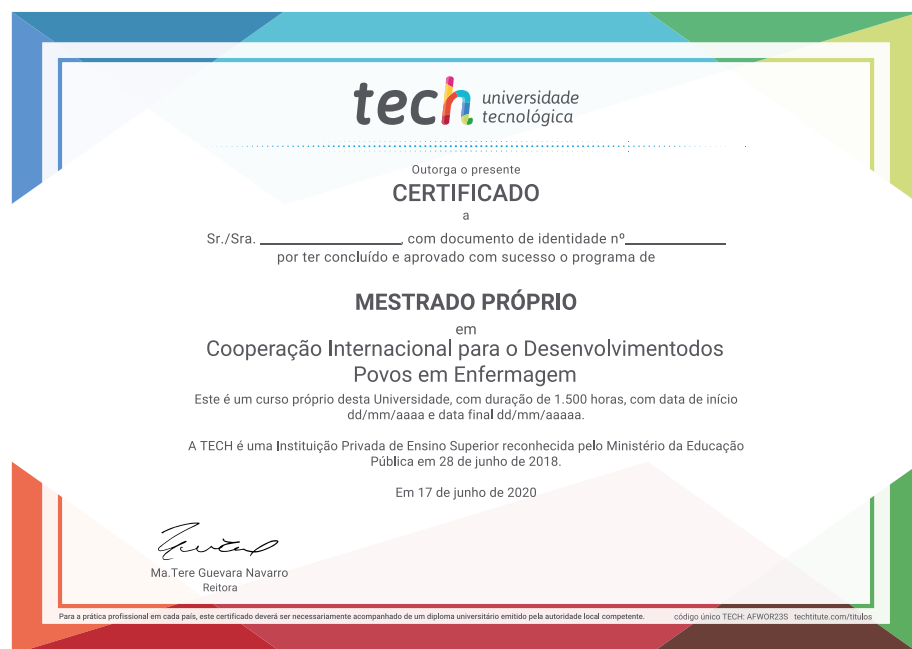 tech universidade
tecnológica
Outorga o presente
CERTIFICADO
a
Sr./Sra. ____________________, com documento de identidade nº______________
por ter concluído e aprovado com sucesso o programa de
MESTRADO PRÓPRIO
em
Cooperação Internacional para o Desenvolvimentodos
Povos em Enfermagem
Este é um curso próprio desta Universidade, com duração de 1.500 horas, com data de início
dd/mm/aaaa e data final dd/mm/aaaaa.
A TECH é uma Instituição Privada de Ensino Superior reconhecida pelo Ministério da Educação
Pública em 28 de junho de 2018.
Em 17 de junho de 2020
Ma.Tere Guevara Navarro
Reitora
Para a prática profissional em cada país, este certificado deverá ser necessariamente acompanhado de um diploma universitário emitido pela autoridade local competente. código único TECH: AFWOR23S techtitute.com/titulos